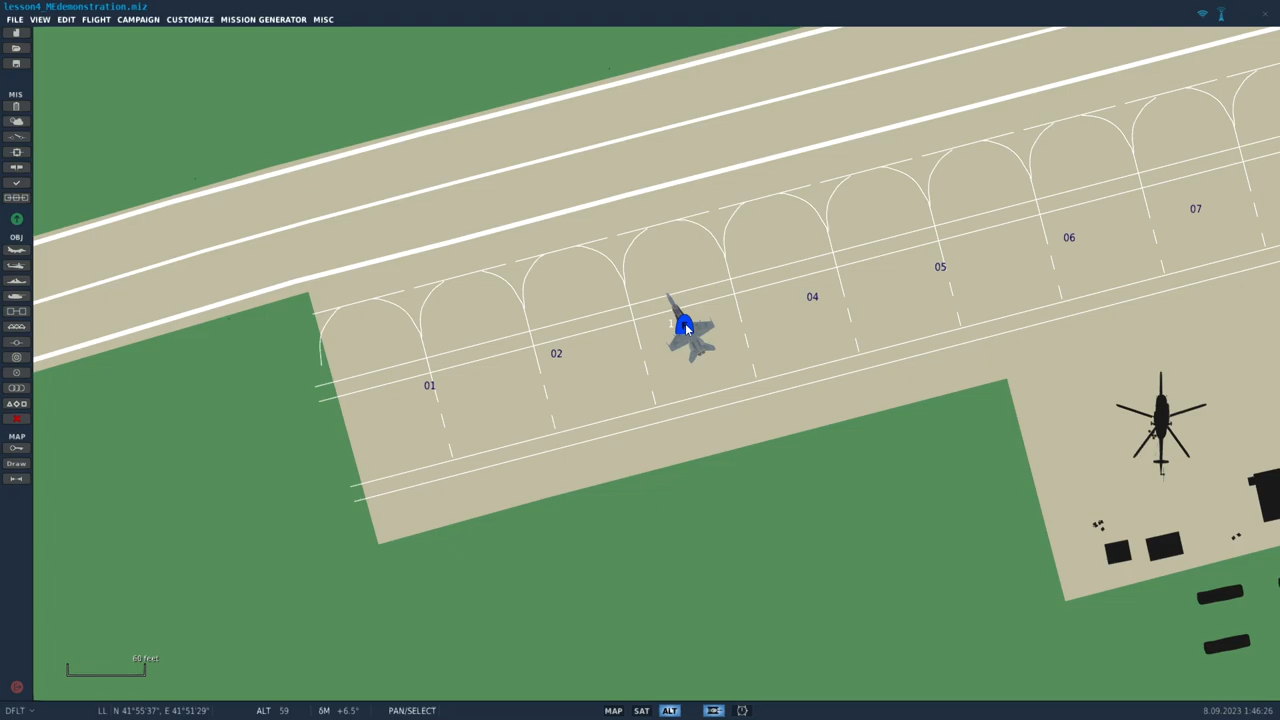 lesson4_MEdemonstration.miz
FILE VIEW EDIT FLIGHT CAMPAIGN CUSTOMIZE MISSION GENERATOR MISC
MIS
OBJ
MAP
Draw
07
06
05
04
1
02
01
60 feet
DFLT LL N 41°55'37", E 41°51'29" ALT 59 δM +6.5° PAN/SELECT MAP SAT ALT 8.09.2023 1:46:26